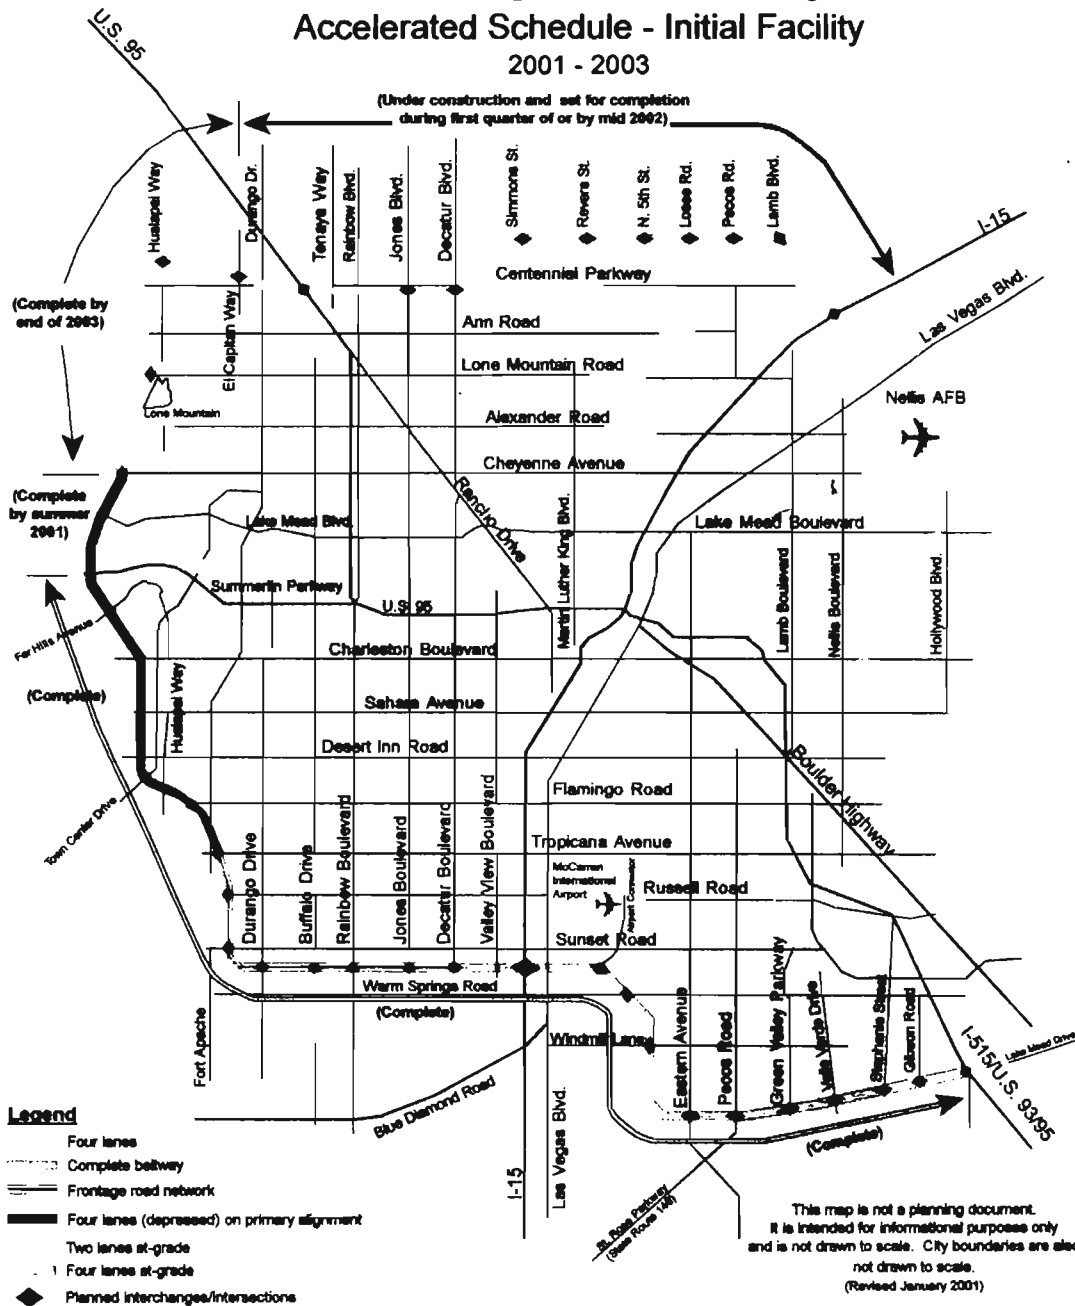 Accelerated Schedule - Initial Facility
2001 - 2003
U.S. 95
(Under construction and set for completion
during first quarter of or by mid 2002)
Hualapai Way
Durango Dr.
Tenaya Way
Rainbow Blvd.
Jones Blvd.
Decatur Blvd.
Simmons St.
Revere St.
N. 5th St.
Losee Rd.
Pecos Rd.
Lamb Blvd.
I-15
Centennial Parkway
(Complete by
end of 2003)
El Capitan Way
Ann Road
Las Vegas Blvd.
Lone Mountain Road
Lone Mountain
Alexander Road
Nellis AFB
Cheyenne Avenue
(Complete
by summer
2001)
Rancho Drive
Lake Mead Blvd.
Lake Mead Boulevard
Martin Luther King Blvd.
Lamb Boulevard
Nellis Boulevard
Hollywood Blvd.
Summerlin Parkway
U.S. 95
Far Hills Avenue
Charleston Boulevard
(Complete)
Hualapai Way
Sahara Avenue
Desert Inn Road
Boulder Highway
Flamingo Road
Town Center Drive
Tropicana Avenue
Durango Drive
Buffalo Drive
Rainbow Boulevard
Jones Boulevard
Decatur Boulevard
Valley View Boulevard
McCarran
International
Airport
Airport Connector
Russell Road
Sunset Road
Warm Springs Road
(Complete)
Fort Apache
Windmill Lane
Eastern Avenue
Pecos Road
Green Valley Parkway
Valle Verde Drive
Stephanie Street
Gibson Road
I-515/U.S. 93/95
Lake Mead Drive
Blue Diamond Road
(Complete)
I-15
Las Vegas Blvd.
St. Rose Parkway
(State Route 146)
Legend
Four lanes
Complete beltway
Frontage road network
Four lanes (depressed) on primary alignment
Two lanes at-grade
Four lanes at-grade
Planned interchanges/intersections
This map is not a planning document.
It is intended for informational purposes only
and is not drawn to scale. City boundaries are also
not drawn to scale.
(Revised January 2001)